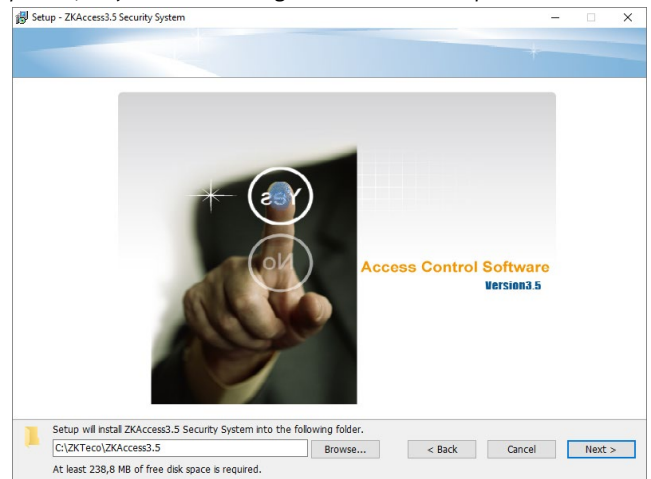 Setup - ZKAccess3.5 Security System
Yes
No
Access Control Software
Version3.5
Setup will install ZKAccess3.5 Security System into the following folder.
C:\ZKTeco\ZKAccess3.5
Browse...
< Back
Cancel
Next >
At least 238,8 MB of free disk space is required.